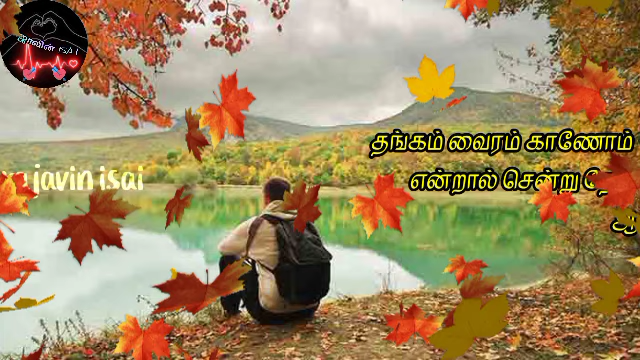 javin isai
தங்கம் வைரம் காணோம்
என்றால் சென்று